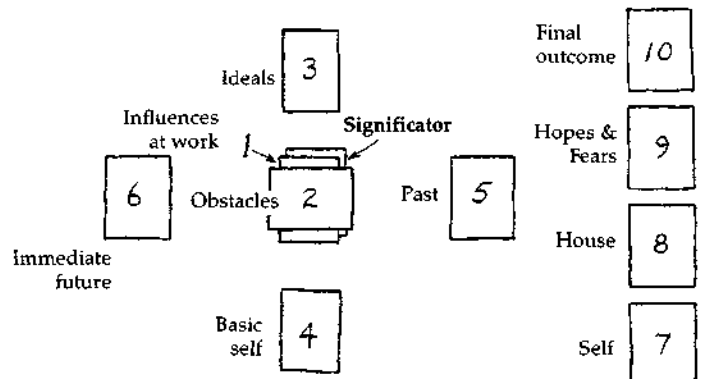 Ideals
3
Influences
at work
1
Significator
Obstacles
2
6
Immediate
future
Past
5
Basic
self
4
Final
outcome
10
Hopes &
Fears
9
House
8
Self
7